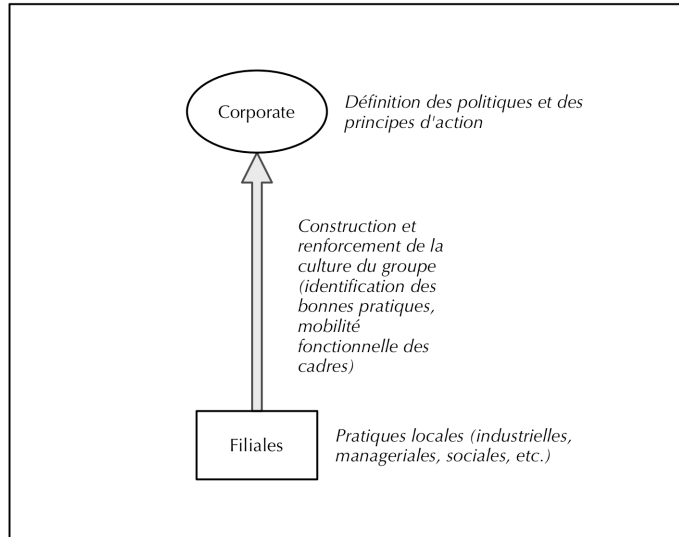 Corporate
Définition des politiques et des
principes d'action
Construction et
renforcement de la
culture du groupe
(identification des
bonnes pratiques,
mobilité
fonctionnelle des
cadres)
Filiales
Pratiques locales (industrielles,
manageriales, sociales, etc.)